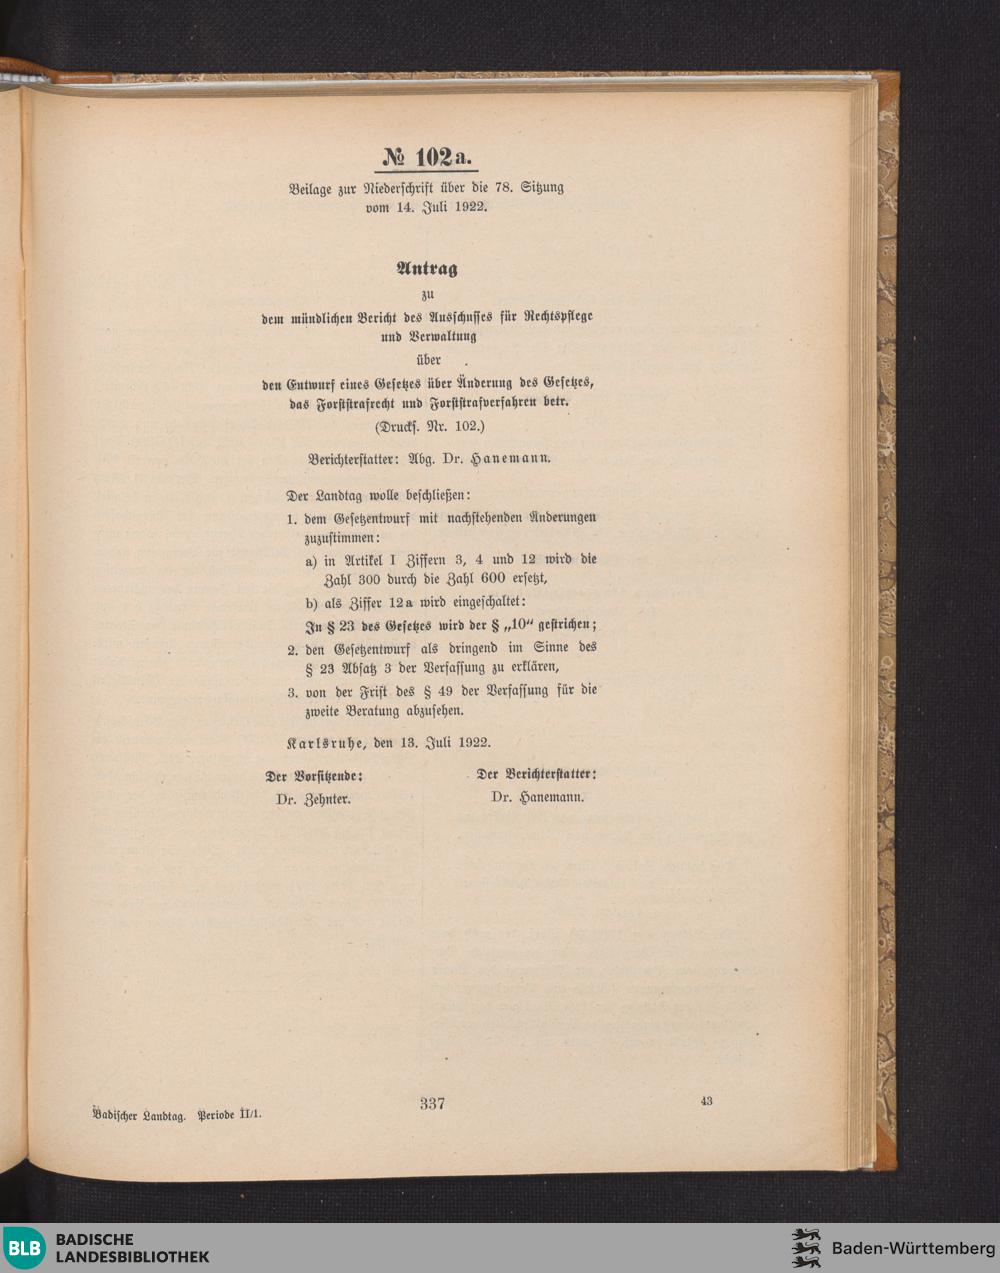 № 102a.
Beilage zur Niederschrift über die 78. Sitzung
vom 14. Juli 1922.
Antrag
zu
dem mündlichen Bericht des Ausschusses für Rechtspflege
und Verwaltung
über
den Entwurf eines Gesetzes über Änderung des Gesetzes,
das Forststrafrecht und Forststrafverfahren betr.
(Drucks. Nr. 102.)
Berichterstatter: Abg. Dr. Hanemann.
Der Landtag wolle beschließen:
1. dem Gesetzentwurf mit nachstehenden Änderungen
zuzustimmen:
a) in Artikel I Ziffern 3, 4 und 12 wird die
Zahl 300 durch die Zahl 600 ersetzt,
b) als Ziffer 12a wird eingeschaltet:
In § 23 des Gesetzes wird der § „10“ gestrichen;
2. den Gesetzentwurf als dringend im Sinne des
§ 23 Absatz 3 der Verfassung zu erklären,
3. von der Frist des § 49 der Verfassung für die
zweite Beratung abzusehen.
Karlsruhe, den 13. Juli 1922.
Der Vorsitzende: Der Berichterstatter:
Dr. Zehnter. Dr. Hanemann.
Badischer Landtag. Periode II/1. 337 43
BLB BADISCHE
LANDESBIBLIOTHEK
Baden-Württemberg